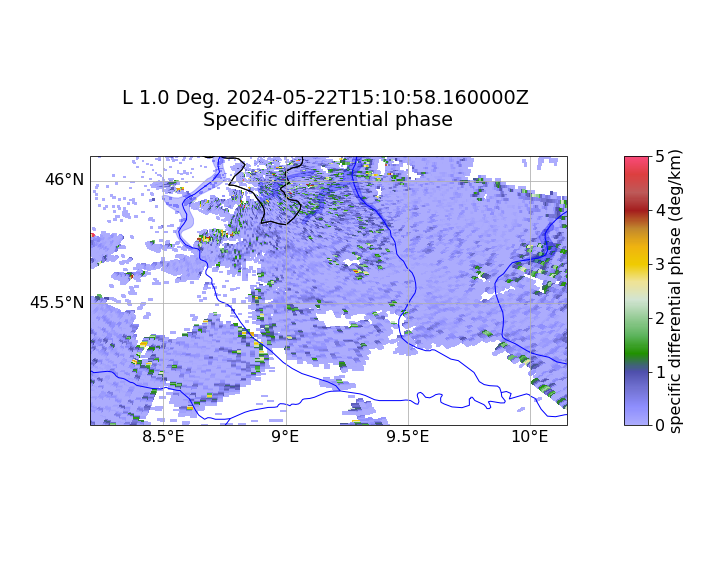 L 1.0 Deg. 2024-05-22T15:10:58.160000Z
Specific differential phase
46°N
45.5°N
8.5°E
9°E
9.5°E
10°E
5
4
3
2
1
0
specific differential phase (deg/km)